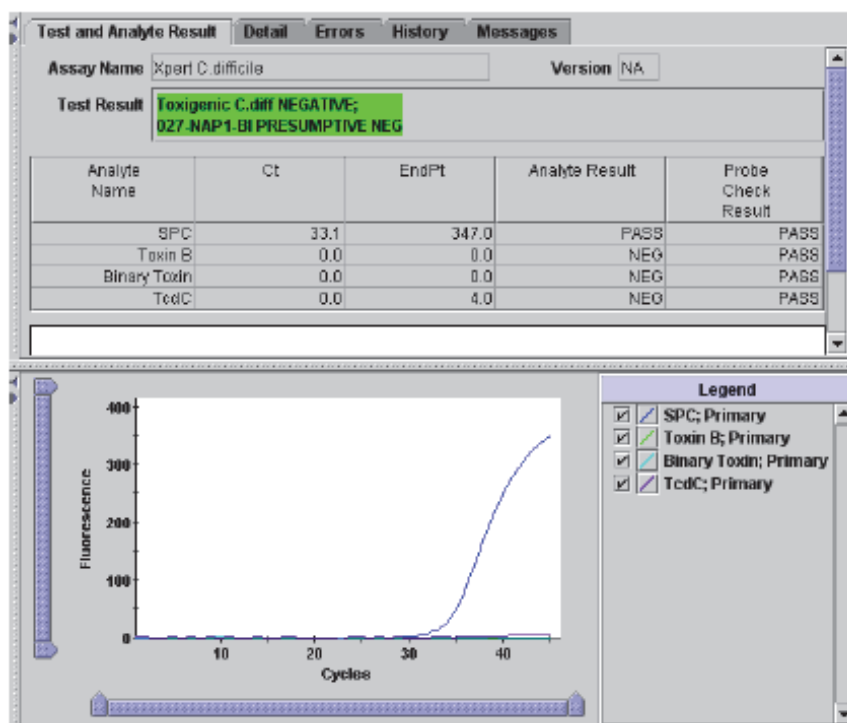 Test and Analyte Result Detail Errors History Messages
Assay Name Xpert C.difficile Version NA
Test Result Toxigenic C.diff NEGATIVE;
027-NAP1-BI PRESUMPTIVE NEG
Analyte Name Ct EndPt Analyte Result Probe Check Result
SPC 33.1 347.0 PASS PASS
Toxin B 0.0 0.0 NEG PASS
Binary Toxin 0.0 0.0 NEG PASS
TcdC 0.0 4.0 NEG PASS
Legend
SPC; Primary
Toxin B; Primary
Binary Toxin; Primary
TcdC; Primary
Fluorescence
400
300
200
100
0
10 20 30 40
Cycles